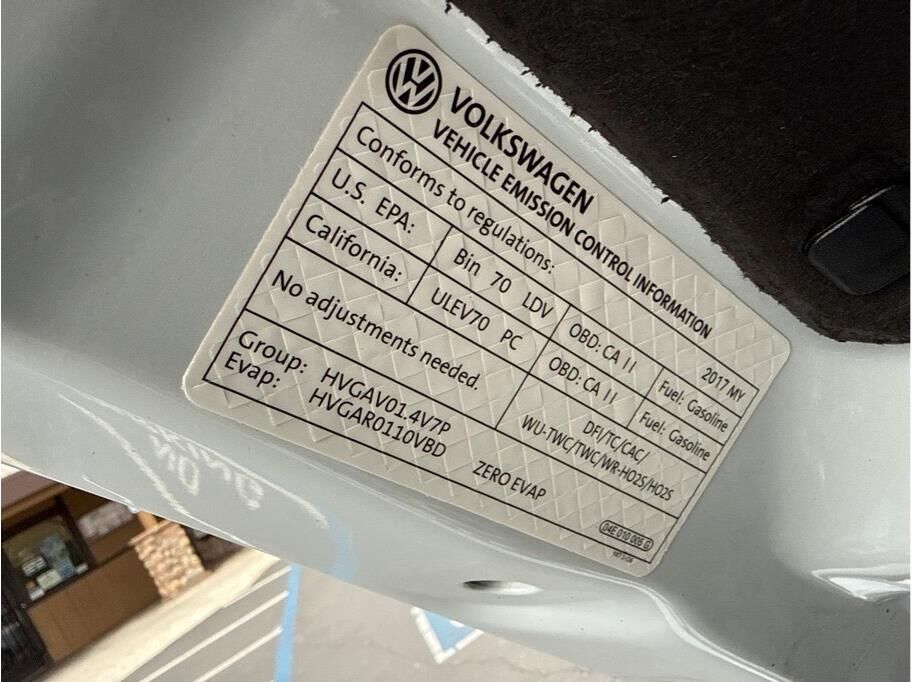 VOLKSWAGEN
VEHICLE EMISSION CONTROL INFORMATION
Conforms to regulations: 2017 MY
U.S. EPA: Bin 70 LDV OBD: CA II Fuel: Gasoline
California: ULEV70 PC OBD: CA II Fuel: Gasoline
No adjustments needed. DFI/TC/CAC/
WU-TWC/TWC/WR-HO2S/HO2S
Group: HVGAV01.4V7P
Evap: HVGAR0110VBD ZERO EVAP
04E 010 005 G